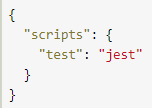 {
  "scripts": {
    "test": "jest"
  }
}